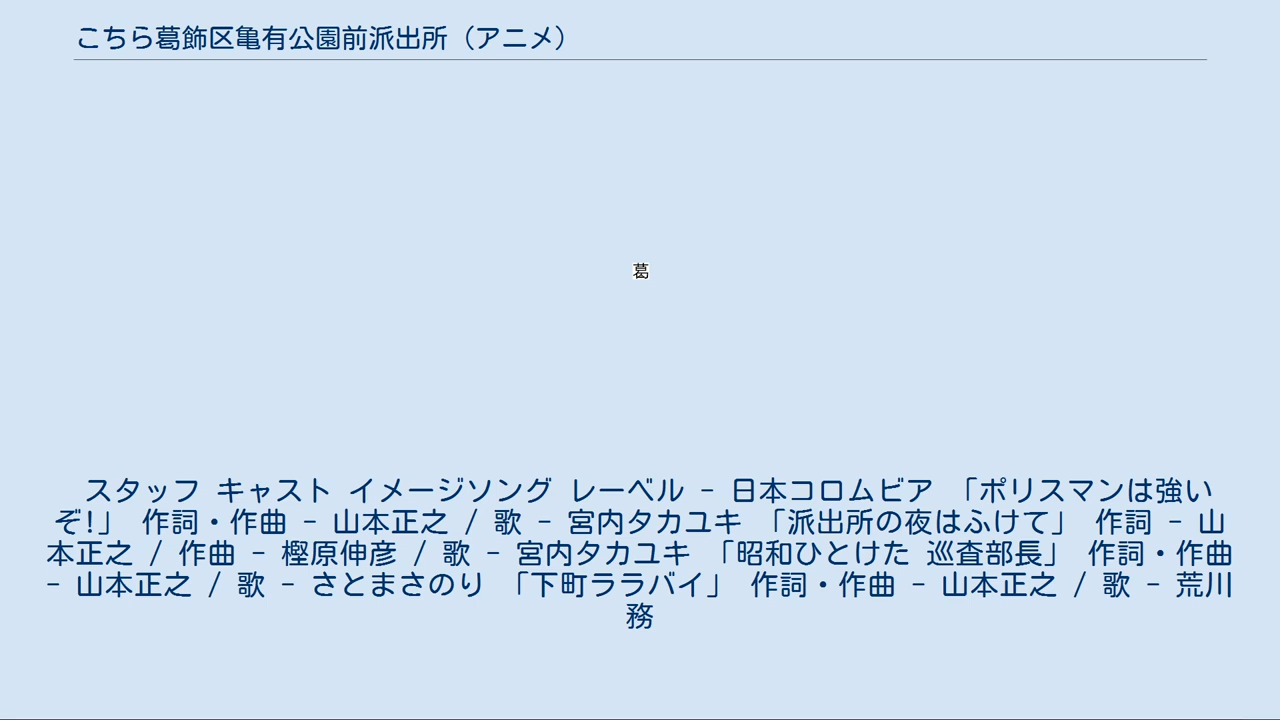 こちら葛飾区亀有公園前派出所（アニメ）
葛
スタッフ キャスト イメージソング レーベル - 日本コロムビア 「ポリスマンは強い
ぞ!」 作詞・作曲 - 山本正之 / 歌 - 宮内タカユキ 「派出所の夜はふけて」 作詞 - 山
本正之 / 作曲 - 樫原伸彦 / 歌 - 宮内タカユキ 「昭和ひとけた 巡査部長」 作詞・作曲
- 山本正之 / 歌 - さとまさのり 「下町ララバイ」 作詞・作曲 - 山本正之 / 歌 - 荒川
務